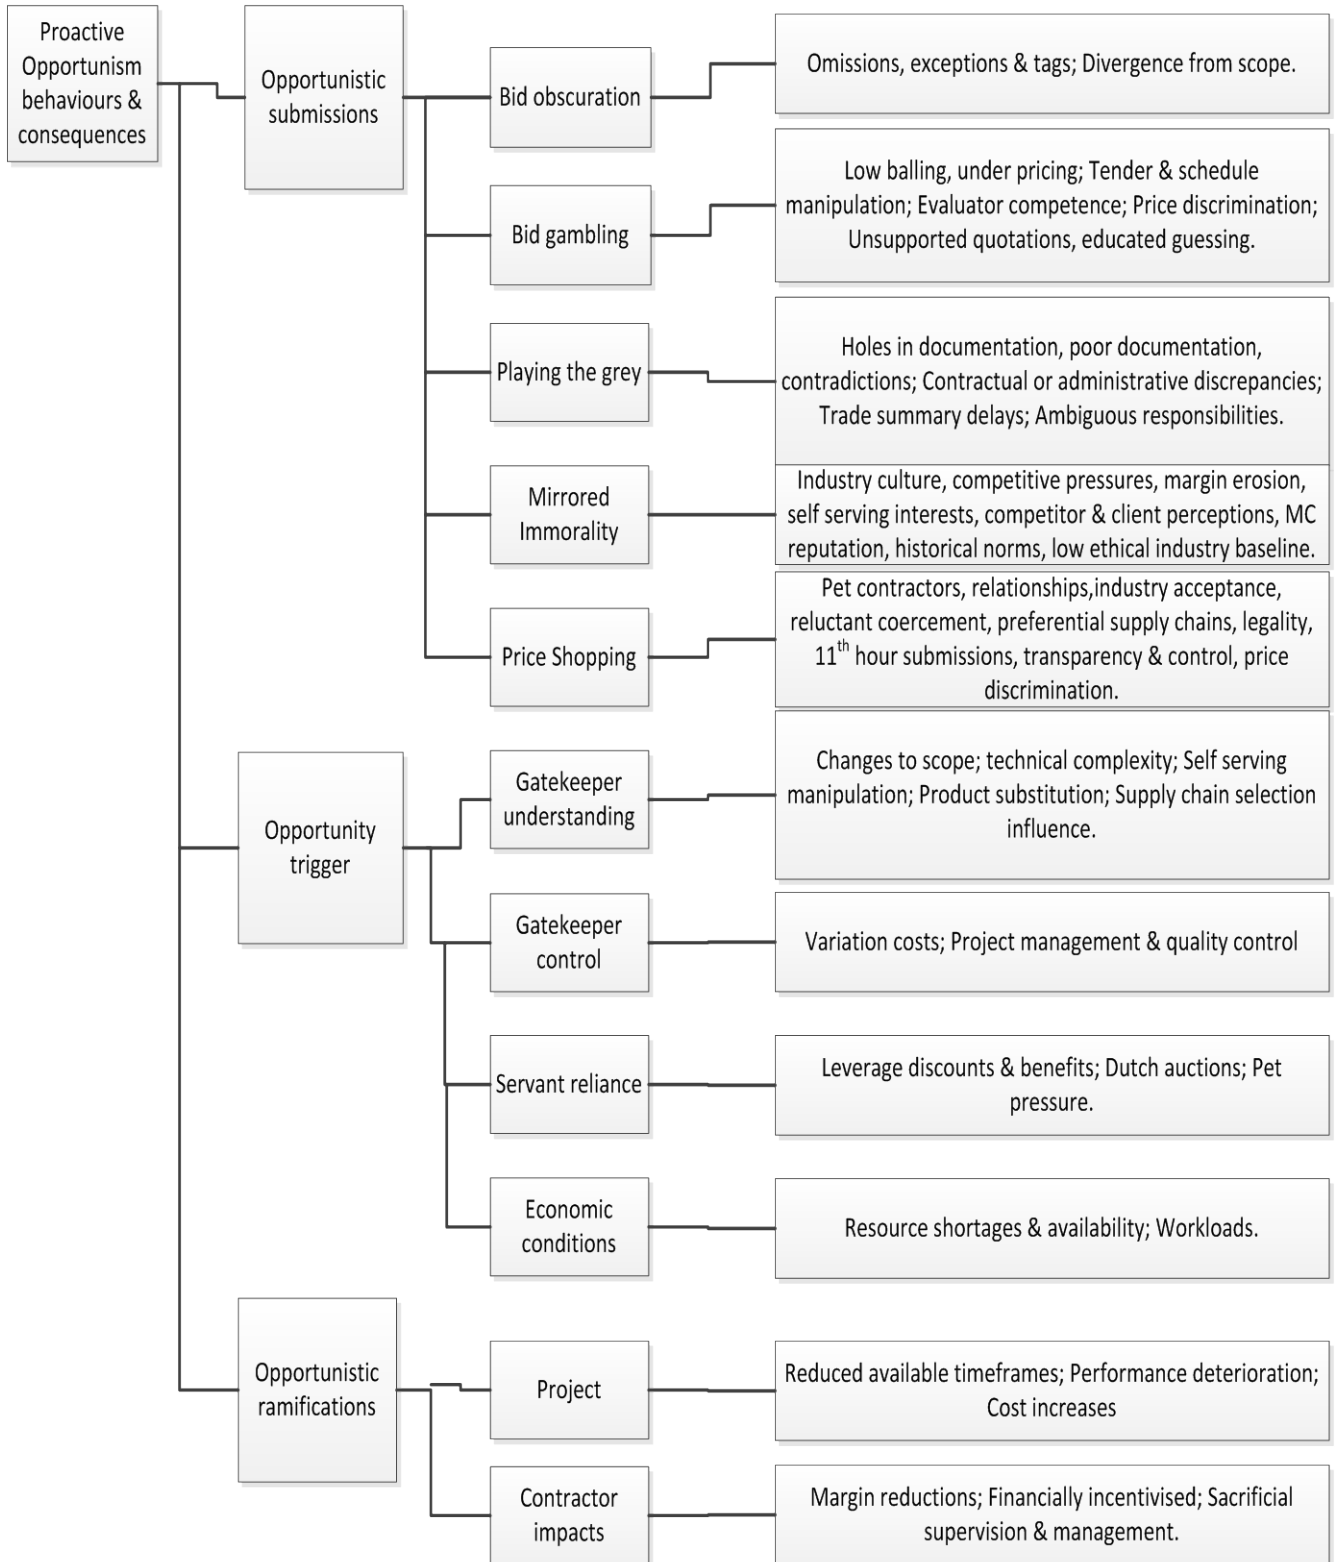 Proactive
Opportunism
behaviours &
consequences
Opportunistic
submissions
Bid obscuration
Omissions, exceptions & tags; Divergence from scope.
Bid gambling
Low balling, under pricing; Tender & schedule
manipulation; Evaluator competence; Price discrimination;
Unsupported quotations, educated guessing.
Playing the grey
Holes in documentation, poor documentation,
contradictions; Contractual or administrative discrepancies;
Trade summary delays; Ambiguous responsibilities.
Mirrored
Immorality
Industry culture, competitive pressures, margin erosion,
self serving interests, competitor & client perceptions, MC
reputation, historical norms, low ethical industry baseline.
Price Shopping
Pet contractors, relationships,industry acceptance,
reluctant coercement, preferential supply chains, legality,
11th hour submissions, transparency & control, price
discrimination.
Opportunity
trigger
Gatekeeper
understanding
Changes to scope; technical complexity; Self serving
manipulation; Product substitution; Supply chain selection
influence.
Gatekeeper
control
Variation costs; Project management & quality control
Servant reliance
Leverage discounts & benefits; Dutch auctions; Pet
pressure.
Economic
conditions
Resource shortages & availability; Workloads.
Opportunistic
ramifications
Project
Reduced available timeframes; Performance deterioration;
Cost increases
Contractor
impacts
Margin reductions; Financially incentivised; Sacrificial
supervision & management.